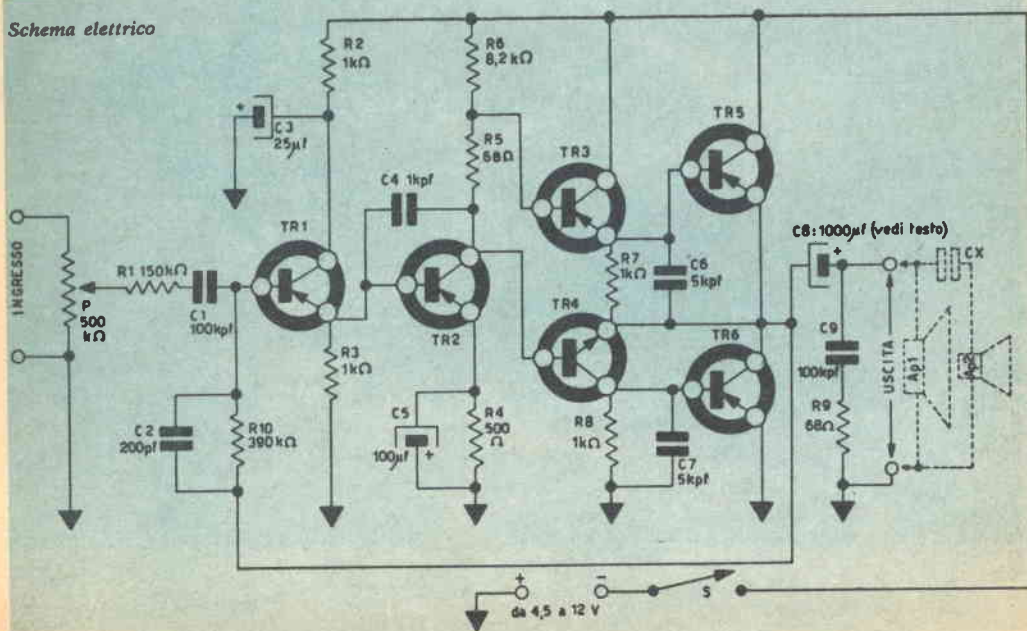 Schema elettrico
R2
1kΩ
R6
8,2kΩ
C3
25µf
+
R5
68Ω
C4 1kpf
TR3
TR5
TR1
INGRESSO
R1 150kΩ
P
500
kΩ
C1
100kpf
TR2
R7
1kΩ
C6
5kpf
C8:1000µf (vedi testo)
+
CX
TR4
TR6
C9
100kpf
USCITA
Ap1
Ap2
R3
1kΩ
C2
200pf
R10
390kΩ
C5
100µf
+
R4
500
Ω
R8
1kΩ
C7
5kpf
R9
68Ω
+
−
S
da 4,5 a 12 V